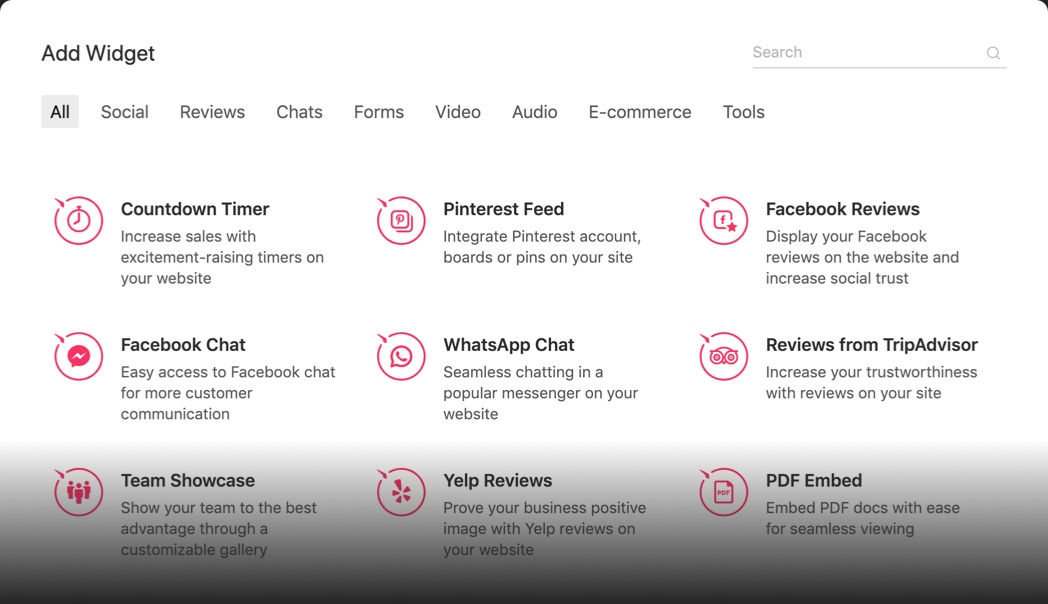 Add Widget
Search
All Social Reviews Chats Forms Video Audio E-commerce Tools
Countdown Timer
Increase sales with
excitement-raising timers on
your website
Pinterest Feed
Integrate Pinterest account,
boards or pins on your site
Facebook Reviews
Display your Facebook
reviews on the website and
increase social trust
Facebook Chat
Easy access to Facebook chat
for more customer
communication
WhatsApp Chat
Seamless chatting in a
popular messenger on your
website
Reviews from TripAdvisor
Increase your trustworthiness
with reviews on your site
Team Showcase
Show your team to the best
advantage through a
customizable gallery
Yelp Reviews
Prove your business positive
image with Yelp reviews on
your website
PDF
PDF Embed
Embed PDF docs with ease
for seamless viewing